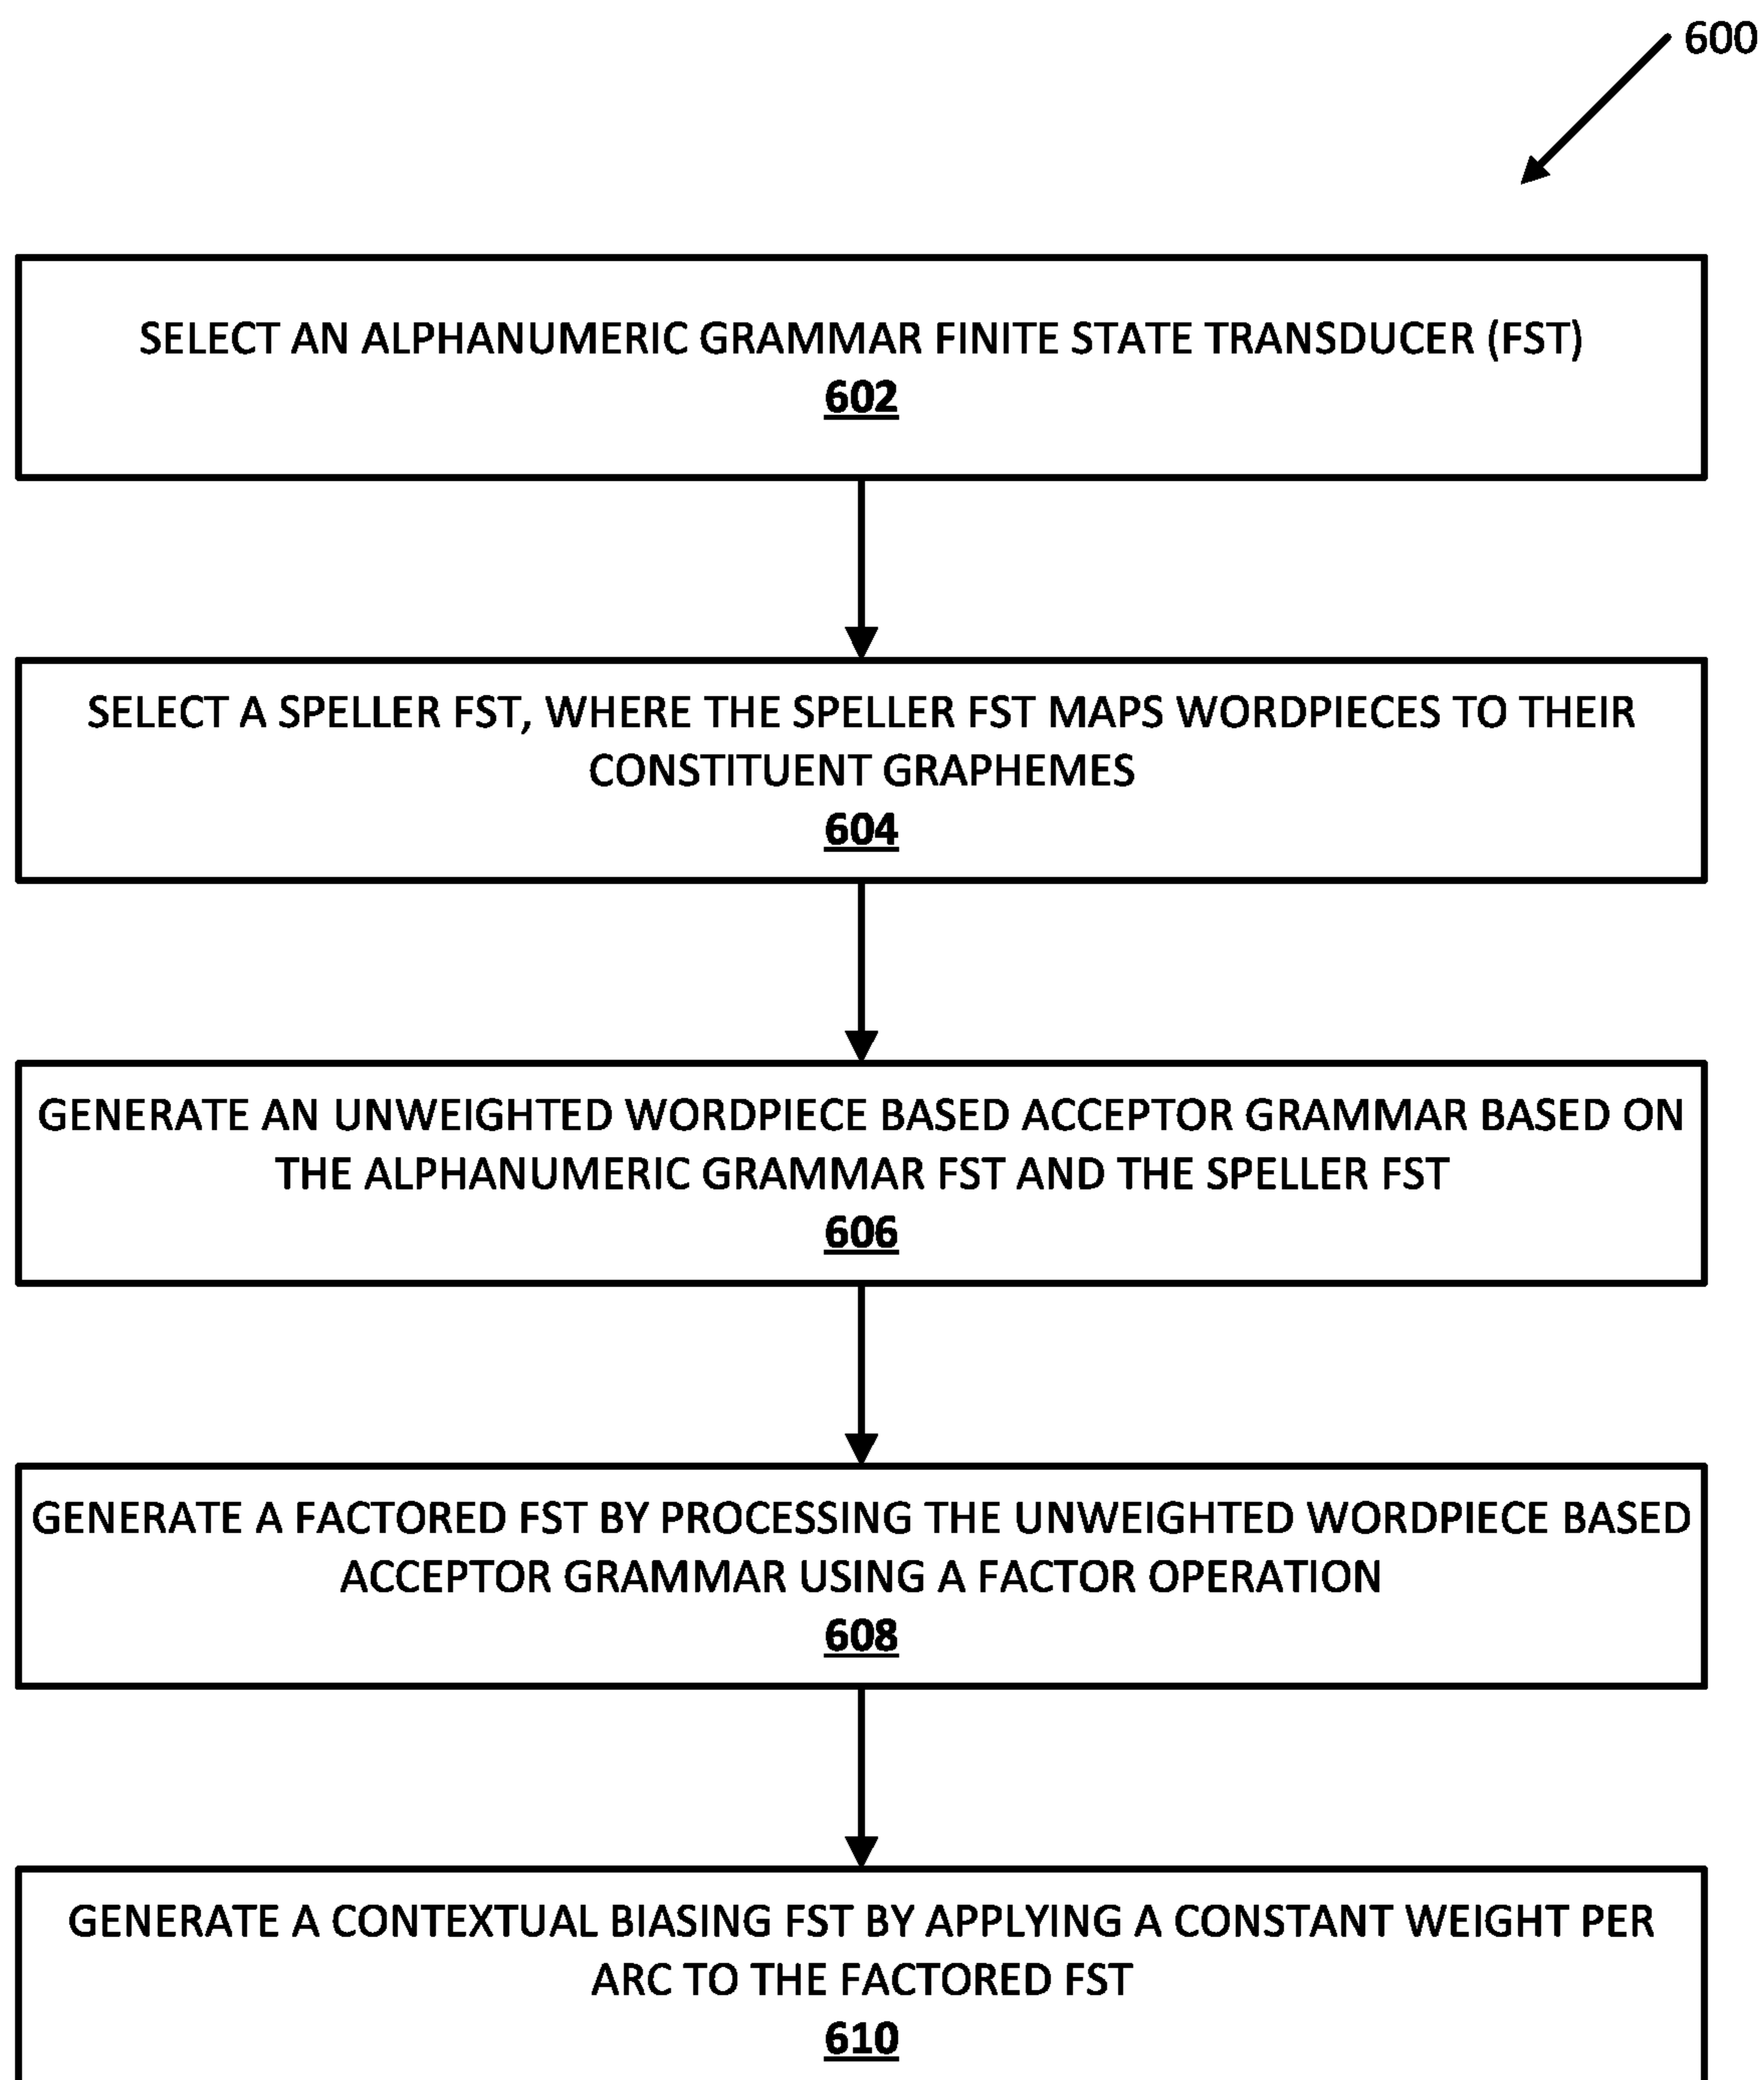 600
SELECT AN ALPHANUMERIC GRAMMAR FINITE STATE TRANSDUCER (FST)
602
SELECT A SPELLER FST, WHERE THE SPELLER FST MAPS WORDPIECES TO THEIR
CONSTITUENT GRAPHEMES
604
GENERATE AN UNWEIGHTED WORDPIECE BASED ACCEPTOR GRAMMAR BASED ON
THE ALPHANUMERIC GRAMMAR FST AND THE SPELLER FST
606
GENERATE A FACTORED FST BY PROCESSING THE UNWEIGHTED WORDPIECE BASED
ACCEPTOR GRAMMAR USING A FACTOR OPERATION
608
GENERATE A CONTEXTUAL BIASING FST BY APPLYING A CONSTANT WEIGHT PER
ARC TO THE FACTORED FST
610